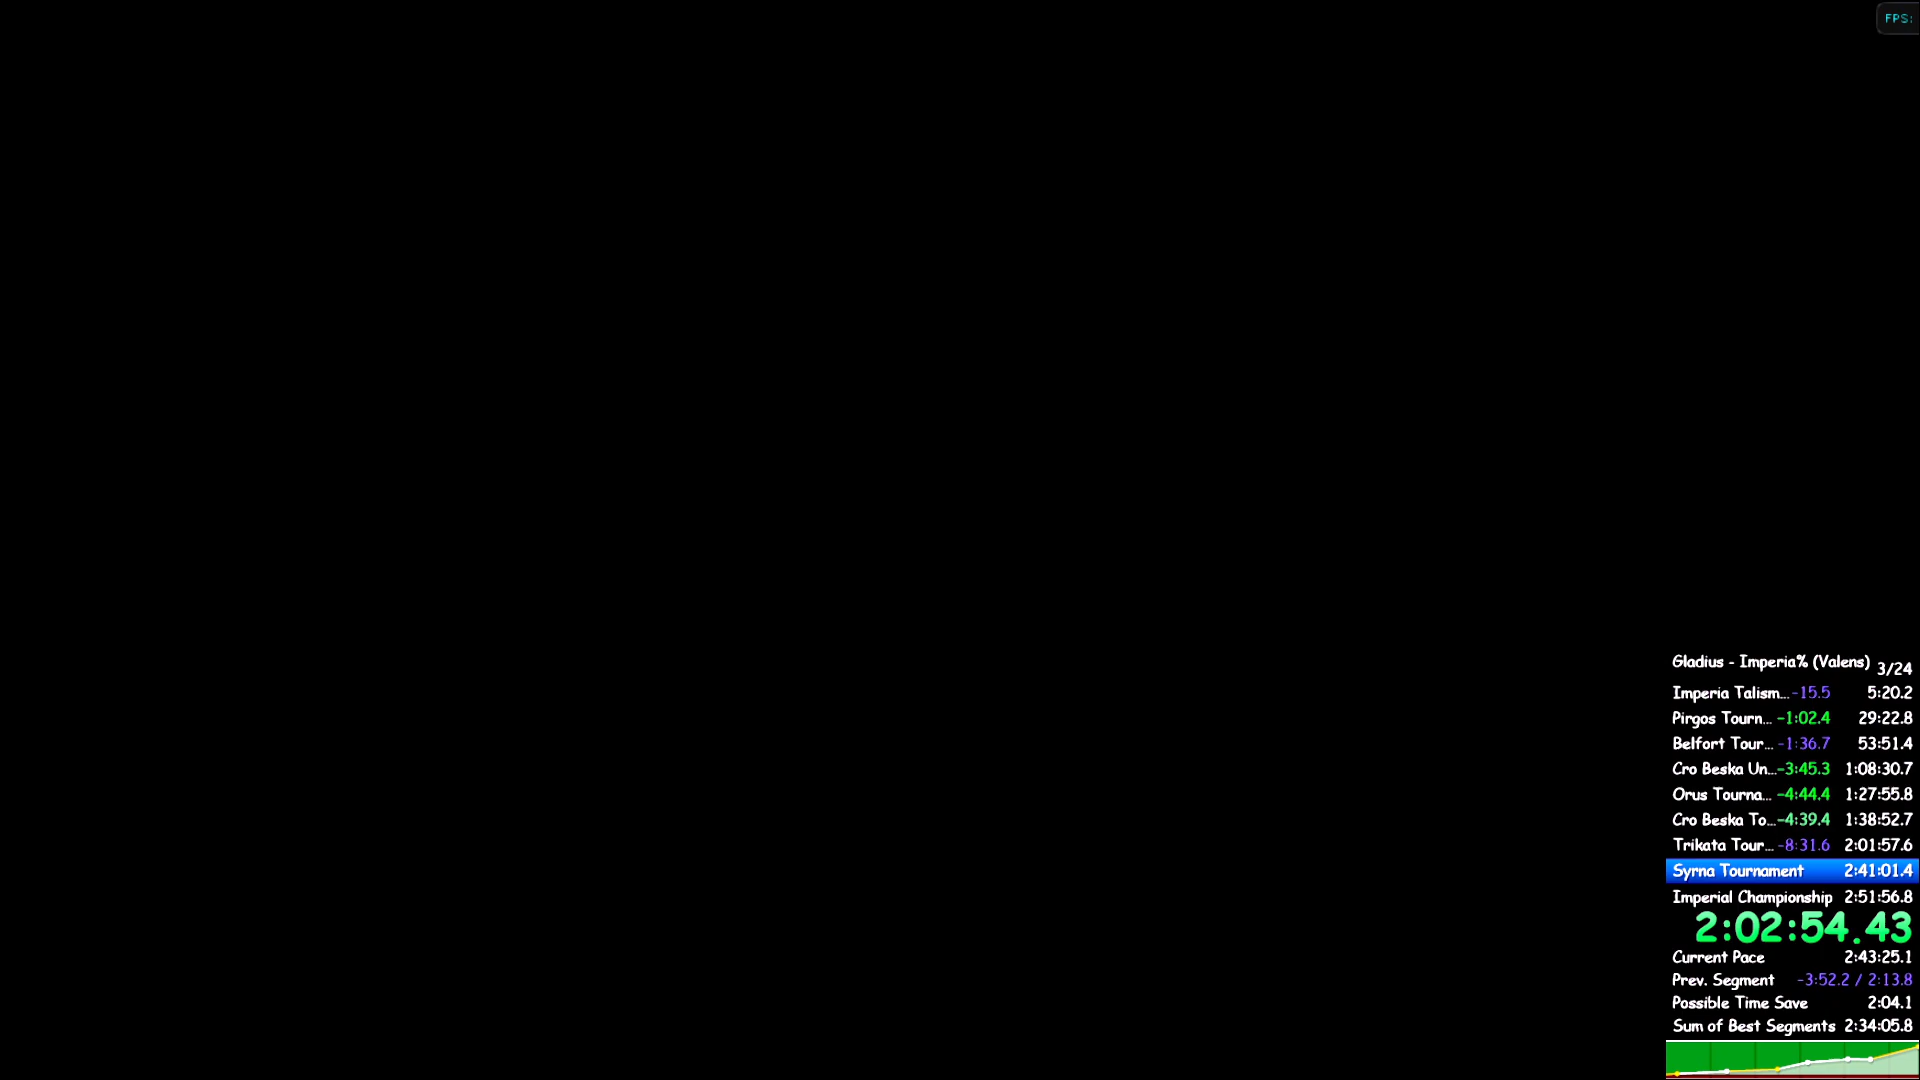 FPS:
Gladius - Imperia% (Valens) 3/24
Imperia Talism... -15.5 5:20.2
Pirgos Tourn... -1:02.4 29:22.8
Belfort Tour... -1:36.7 53:51.4
Cro Beska Un... -3:45.3 1:08:30.7
Orus Tourna... -4:44.4 1:27:55.8
Cro Beska To... -4:39.4 1:38:52.7
Trikata Tour... -8:31.6 2:01:57.6
Syrna Tournament 2:41:01.4
Imperial Championship 2:51:56.8
2:02:54.43
Current Pace 2:43:25.1
Prev. Segment -3:52.2 / 2:13.8
Possible Time Save 2:04.1
Sum of Best Segments 2:34:05.8